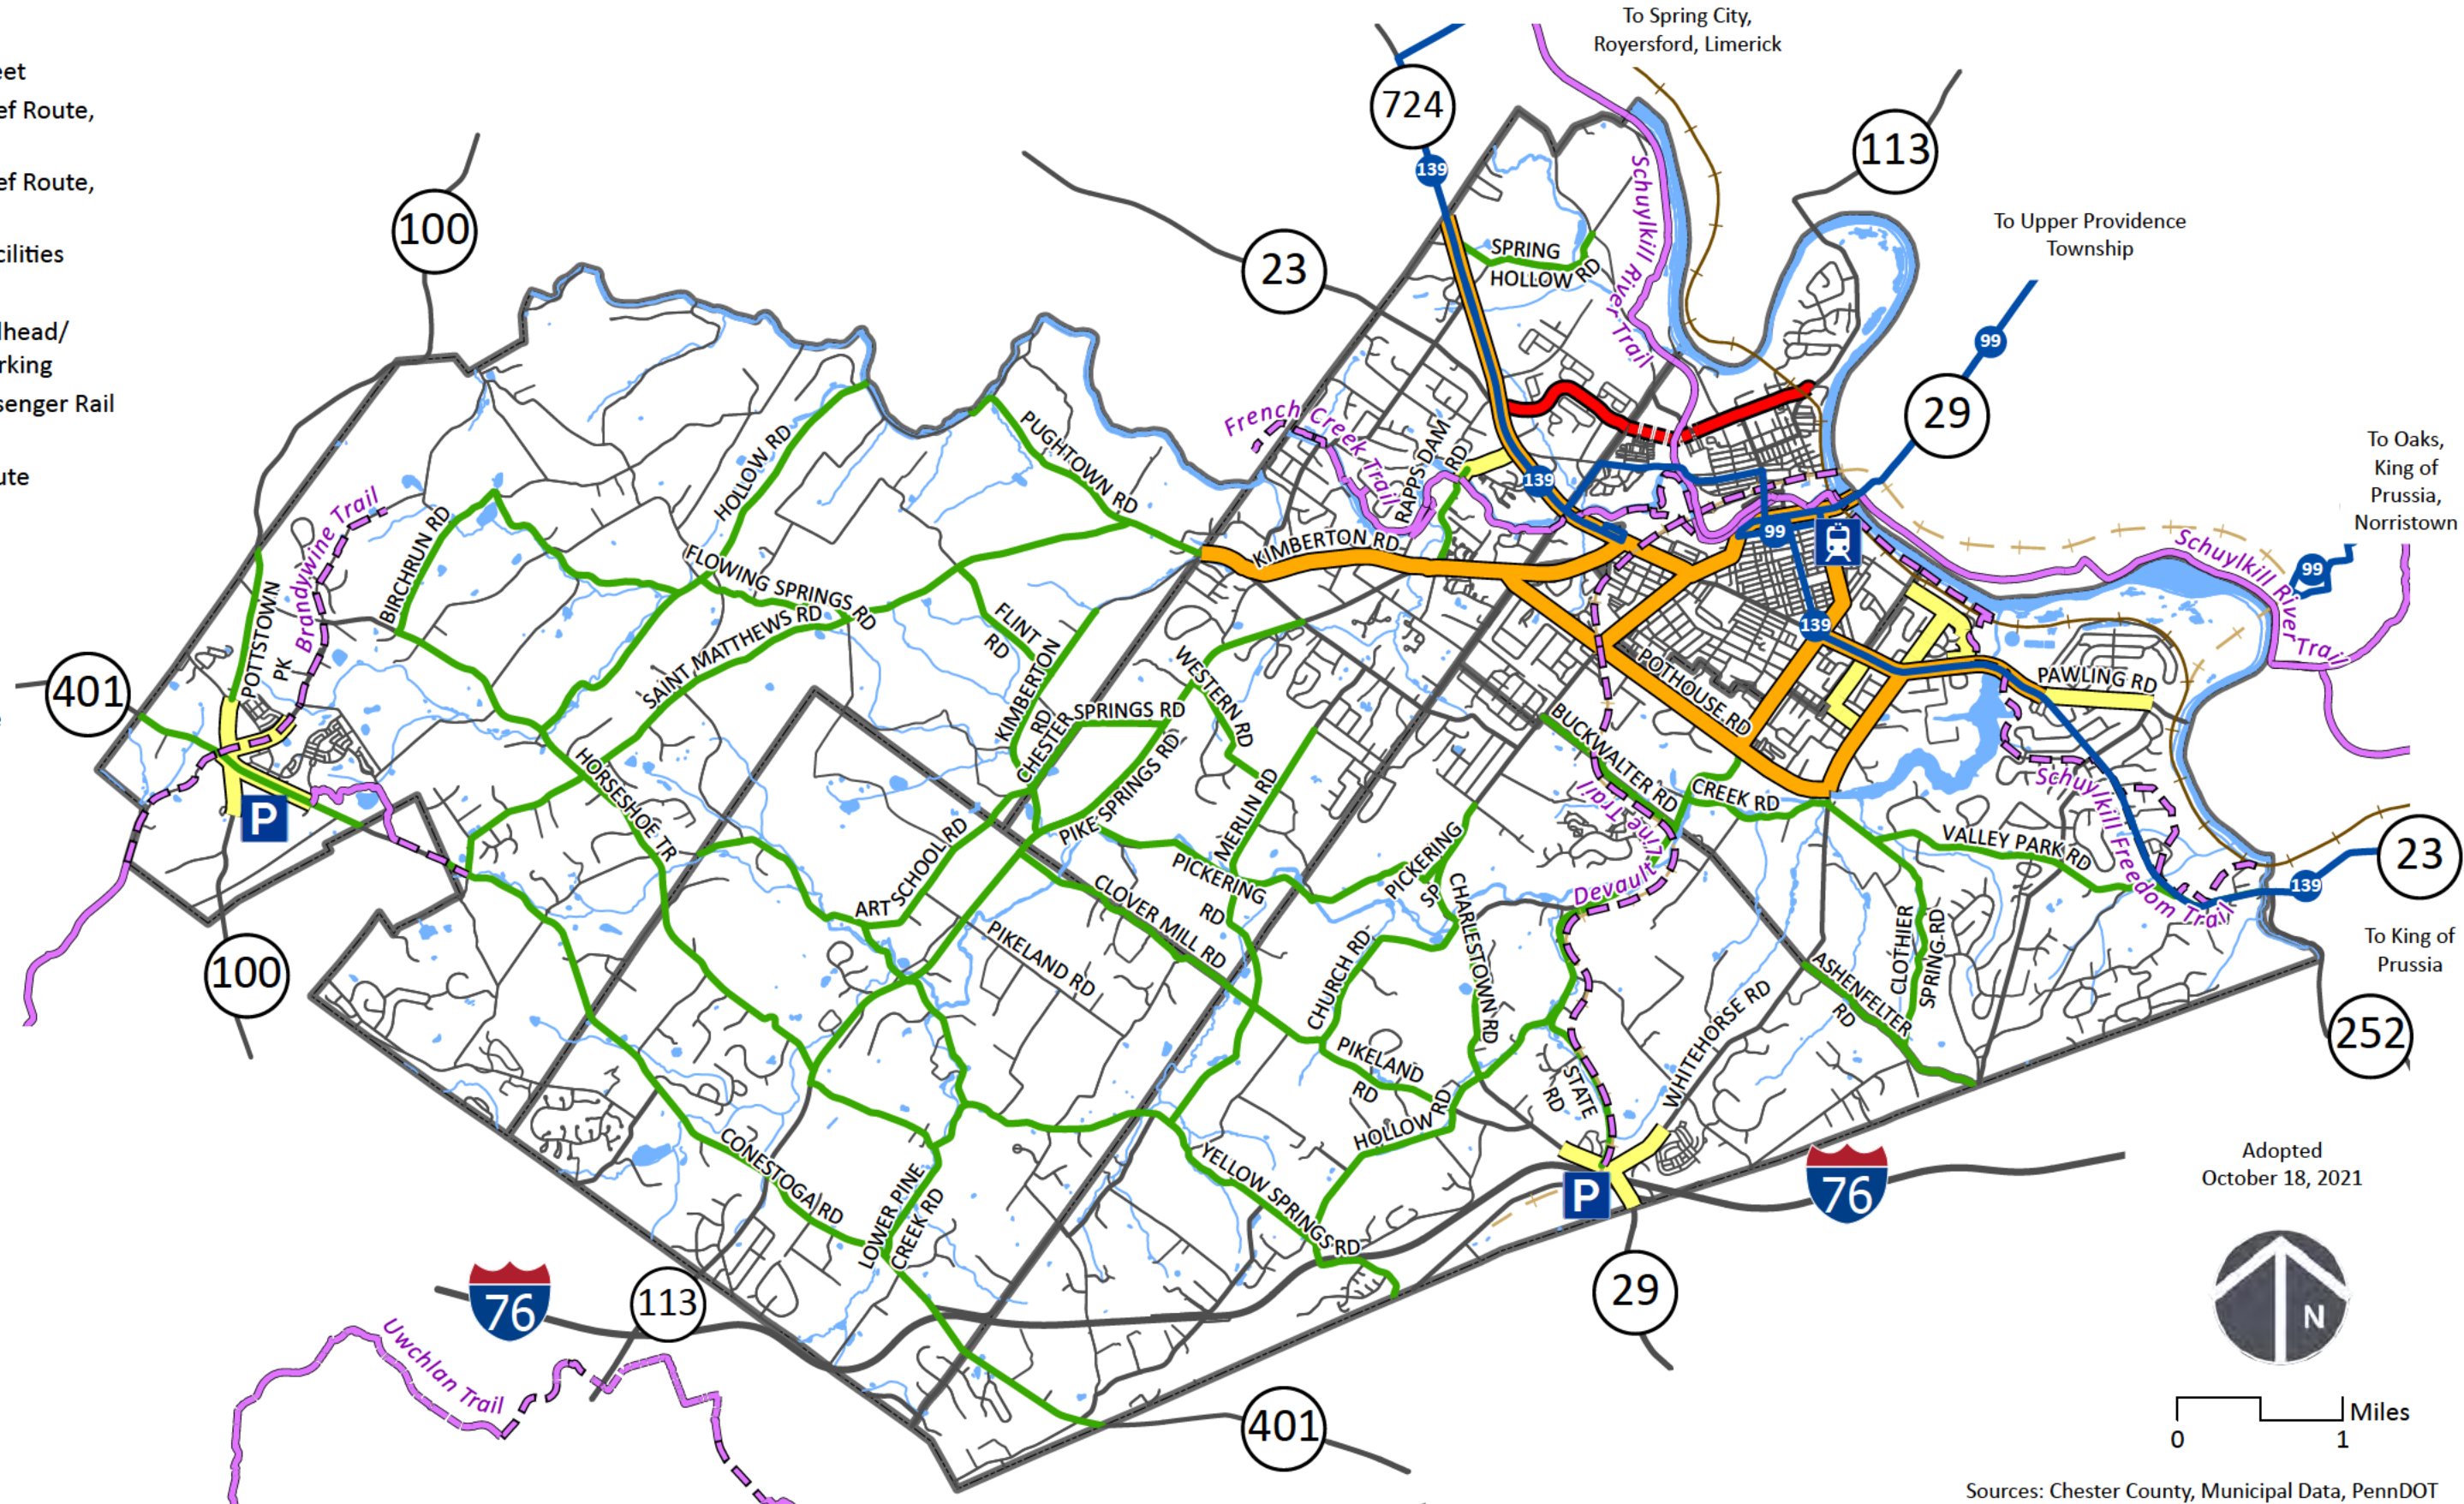 eet
ef Route,
ef Route,
cilities
lhead/
rking
senger Rail
ute
To Spring City,
Royersford, Limerick
724
139
113
100
23
SPRING
HOLLOW RD
Schuylkill River Trail
To Upper Providence
Township
99
29
To Oaks,
King of
Prussia,
Norristown
French Creek Trail
RAPPS DAM
RD
139
PUGHTOWN RD
HOLLOW RD
KIMBERTON RD
99
99
Schuylkill River Trail
Brandywine Trail
BIRCHRUN RD
FLOWING SPRINGS RD
SAINT MATTHEWS RD
FLINT
RD
KIMBERTON
RD
139
401
POTTSTOWN
PK
WESTERN RD
POTHOUSE RD
PAWLING RD
CHESTER SPRINGS RD
HORSESHOE TR
PIKE SPRINGS RD
MERLIN RD
BUCKWALTER RD
CREEK RD
Schuylkill Freedom Trail
P
ART SCHOOL RD
PICKERING
RD
PICKERING
SP
Devault Line Trail
VALLEY PARK RD
23
139
CLOVER MILL RD
CHARLESTOWN RD
CLOTHIER
SPRING RD
To King of
Prussia
100
PIKELAND RD
CHURCH RD
ASHENFELTER
RD
252
PIKELAND
RD
STATE
RD
WHITEHORSE RD
CONESTOGA RD
HOLLOW RD
YELLOW SPRINGS RD
LOWER PINE
CREEK RD
P
76
Adopted
October 18, 2021
76
113
29
N
Uwchlan Trail
401
Miles
0 1
Sources: Chester County, Municipal Data, PennDOT